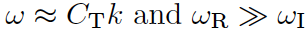 ω ≈ C_T k and ω_R ≫ ω_I